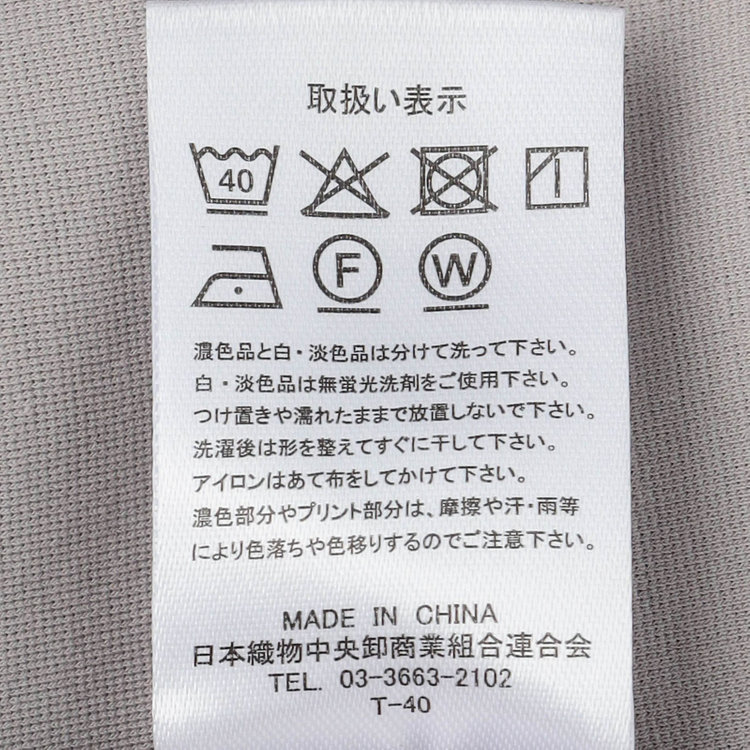 取扱い表示
40
F W
濃色品と白・淡色品は分けて洗って下さい。
白・淡色品は無蛍光洗剤をご使用下さい。
つけ置きや濡れたままで放置しないで下さい。
洗濯後は形を整えてすぐに干して下さい。
アイロンはあて布をしてかけて下さい。
濃色部分やプリント部分は、摩擦や汗・雨等
により色落ちや色移りするのでご注意下さい。
MADE IN CHINA
日本織物中央卸商業組合連合会
TEL. 03-3663-2102
T-40